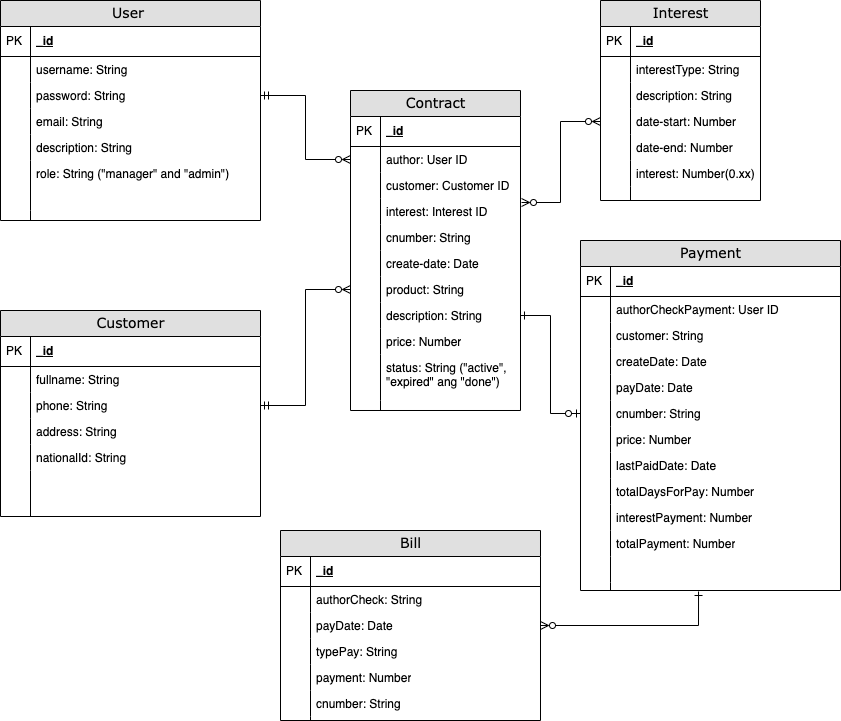 User
PK _id
username: String
password: String
email: String
description: String
role: String ("manager" and "admin")
Interest
PK _id
interestType: String
description: String
date-start: Number
date-end: Number
interest: Number(0.xx)
Contract
PK _id
author: User ID
customer: Customer ID
interest: Interest ID
cnumber: String
create-date: Date
product: String
description: String
price: Number
status: String ("active",
"expired" ang "done")
Payment
PK _id
authorCheckPayment: User ID
customer: String
createDate: Date
payDate: Date
cnumber: String
price: Number
lastPaidDate: Date
totalDaysForPay: Number
interestPayment: Number
totalPayment: Number
Customer
PK _id
fullname: String
phone: String
address: String
nationalId: String
Bill
PK _id
authorCheck: String
payDate: Date
typePay: String
payment: Number
cnumber: String